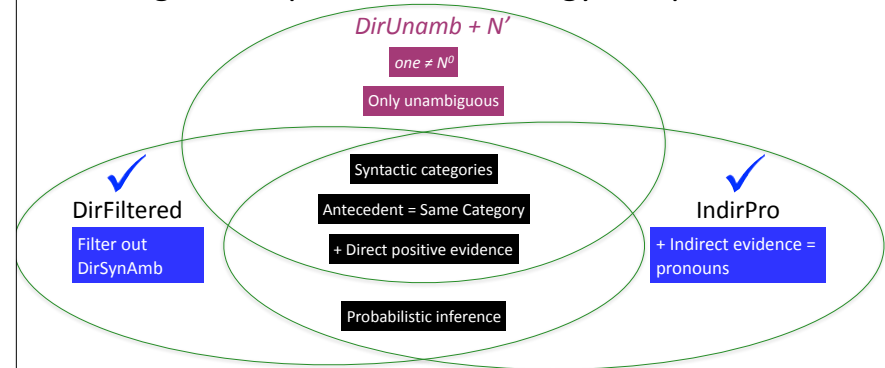 DirUnamb + N’
one ≠ N⁰
Only unambiguous
Syntactic categories
DirFiltered
Antecedent = Same Category
IndirPro
Filter out
DirSynAmb
+ Direct positive evidence
+ Indirect evidence =
pronouns
Probabilistic inference